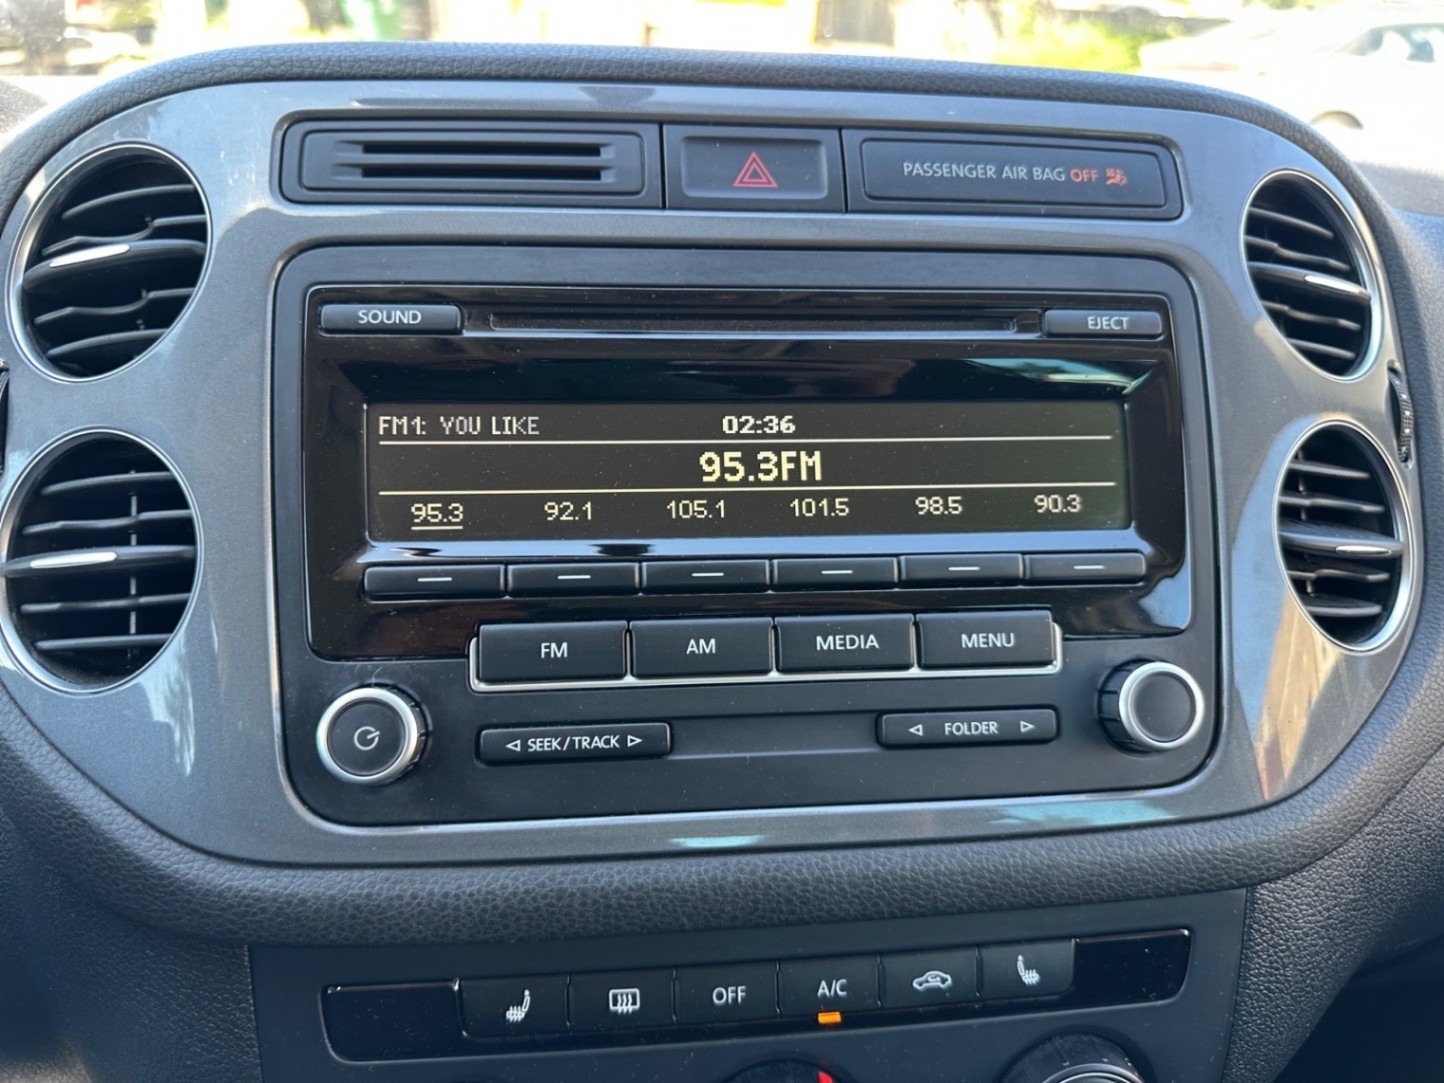 PASSENGER AIR BAG OFF
SOUND
EJECT
FM1: YOU LIKE 02:36
95.3FM
95.3 92.1 105.1 101.5 98.5 90.3
FM AM MEDIA MENU
SEEK/TRACK
FOLDER
OFF A/C